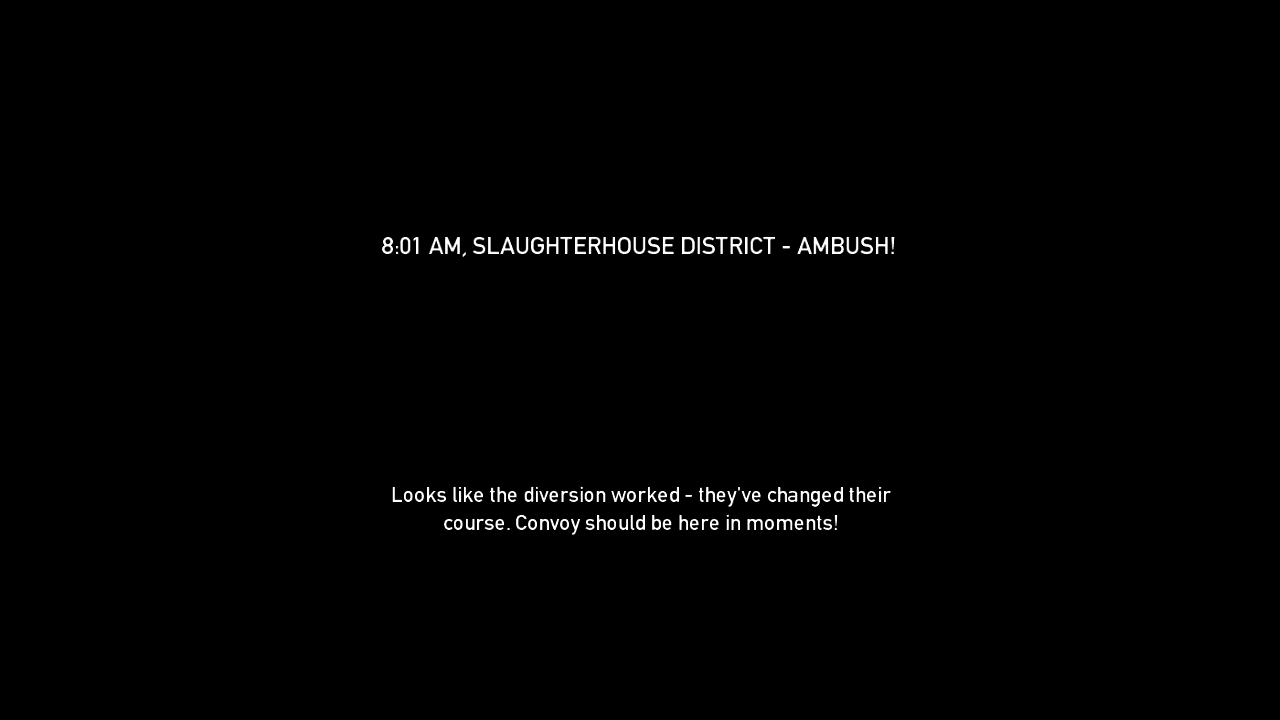 8:01 AM, SLAUGHTERHOUSE DISTRICT - AMBUSH!
Looks like the diversion worked - they've changed their
course. Convoy should be here in moments!